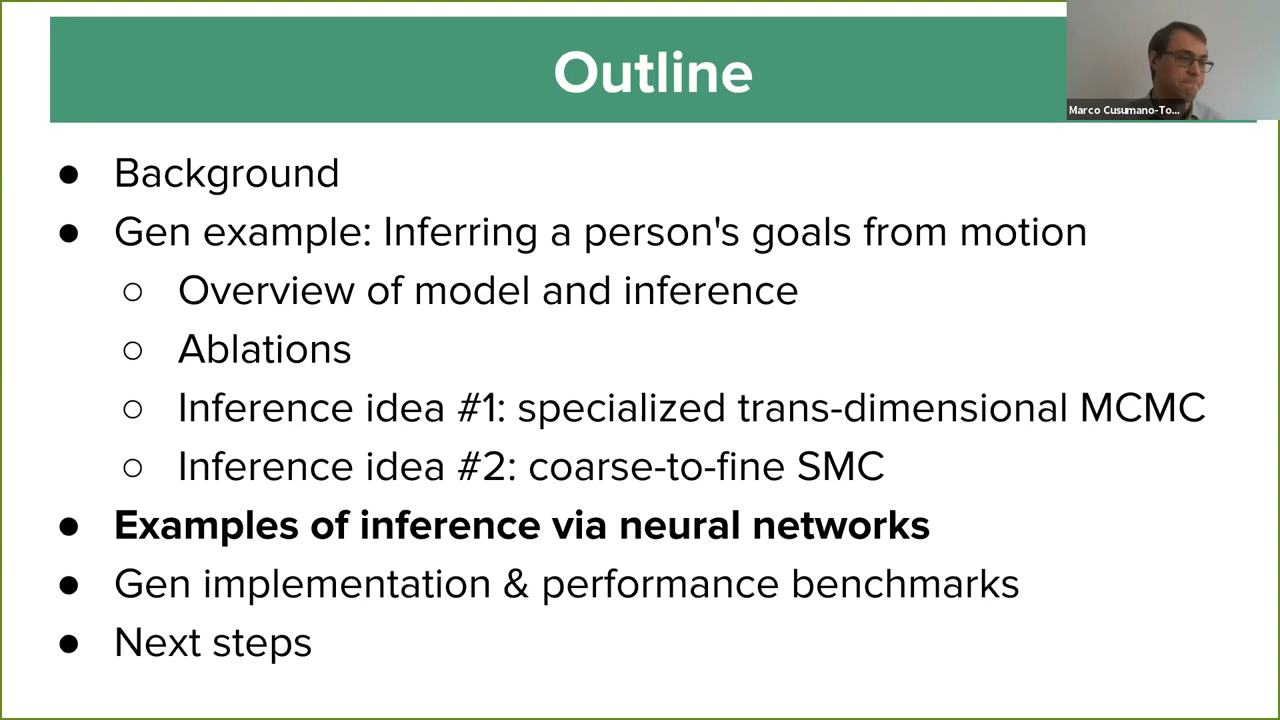 Outline
Marco Cusumano-To...
● Background
● Gen example: Inferring a person's goals from motion
○ Overview of model and inference
○ Ablations
○ Inference idea #1: specialized trans-dimensional MCMC
○ Inference idea #2: coarse-to-fine SMC
● Examples of inference via neural networks
● Gen implementation & performance benchmarks
● Next steps